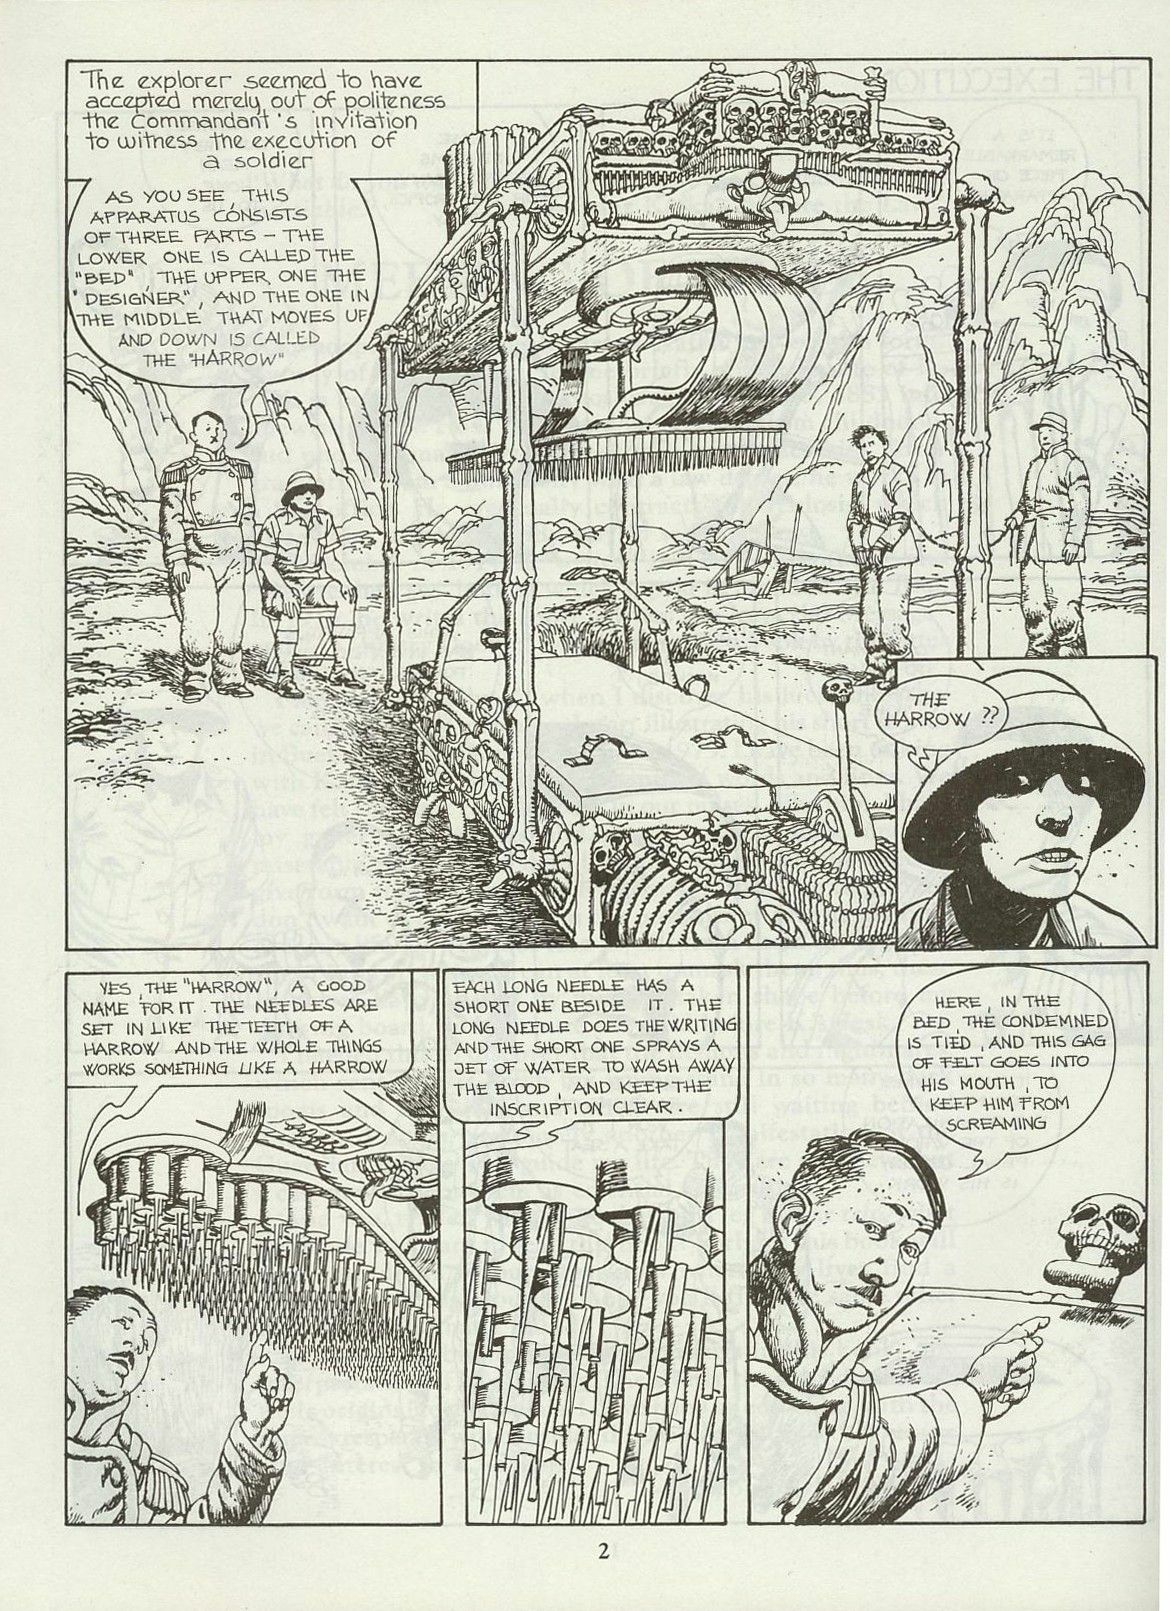 The explorer seemed to have
accepted merely out of politeness
the Commandant's invitation
to witness the execution of
a soldier
AS YOU SEE, THIS
APPARATUS CONSISTS
OF THREE PARTS – THE
LOWER ONE IS CALLED THE
"BED", THE UPPER ONE THE
"DESIGNER", AND THE ONE IN
THE MIDDLE THAT MOVES UP
AND DOWN IS CALLED
THE "HARROW"
THE
HARROW ??
YES, THE "HARROW", A GOOD
NAME FOR IT. THE NEEDLES ARE
SET IN LIKE THE TEETH OF A
HARROW AND THE WHOLE THINGS
WORKS SOMETHING LIKE A HARROW
EACH LONG NEEDLE HAS A
SHORT ONE BESIDE IT. THE
LONG NEEDLE DOES THE WRITING
AND THE SHORT ONE SPRAYS A
JET OF WATER TO WASH AWAY
THE BLOOD, AND KEEP THE
INSCRIPTION CLEAR.
HERE, IN THE
BED, THE CONDEMNED
IS TIED, AND THIS GAG
OF FELT GOES INTO
HIS MOUTH, TO
KEEP HIM FROM
SCREAMING
2